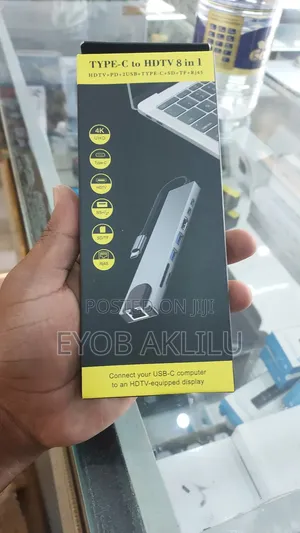 TYPE-C to HDTV 8 in 1
HDTV+PD+2USB+TYPE-C+SD+TF+RJ45
4K
POSTED ON JIJI
EYOB AKLILU
Connect your USB-C computer
to an HDTV-equipped display